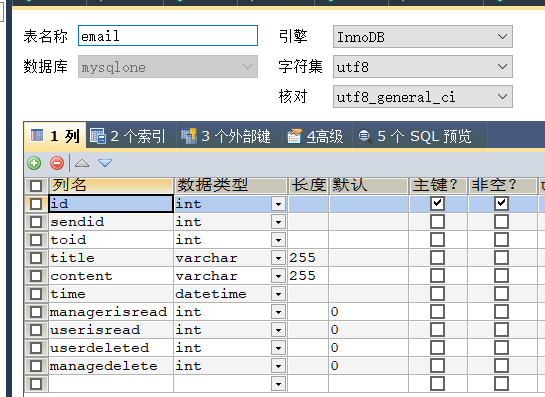 表名称 email 引擎 InnoDB
数据库 mysqlone 字符集 utf8
核对 utf8_general_ci
1 列 2 个索引 3 个外部键 4高级 5 个 SQL 预览
列名 数据类型 长度 默认 主键? 非空?
id int
sendid int
toid int
title varchar 255
content varchar 255
time datetime
managerisread int 0
userisread int 0
userdeleted int 0
managedelete int 0